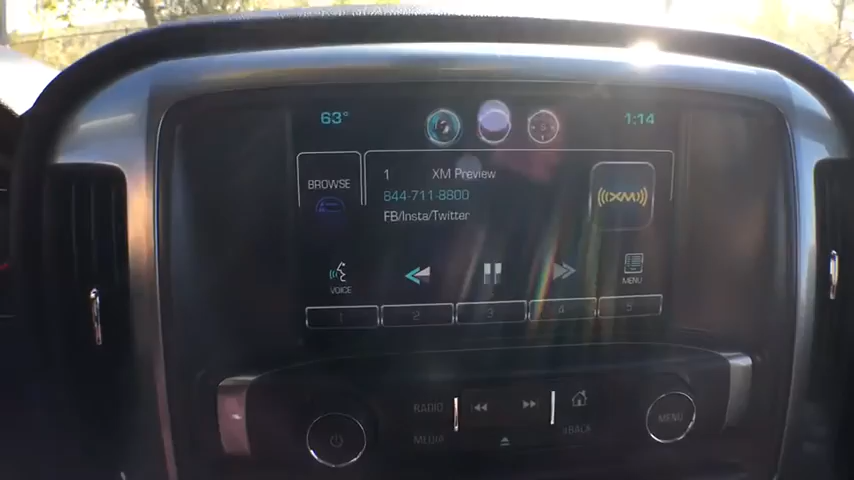 63° 1:14
BROWSE
1 XM Preview
844-711-8800
FB/Insta/Twitter
((XM))
VOICE
MENU
1 2 3 4 5
RADIO
MEDIA
BACK
MENU